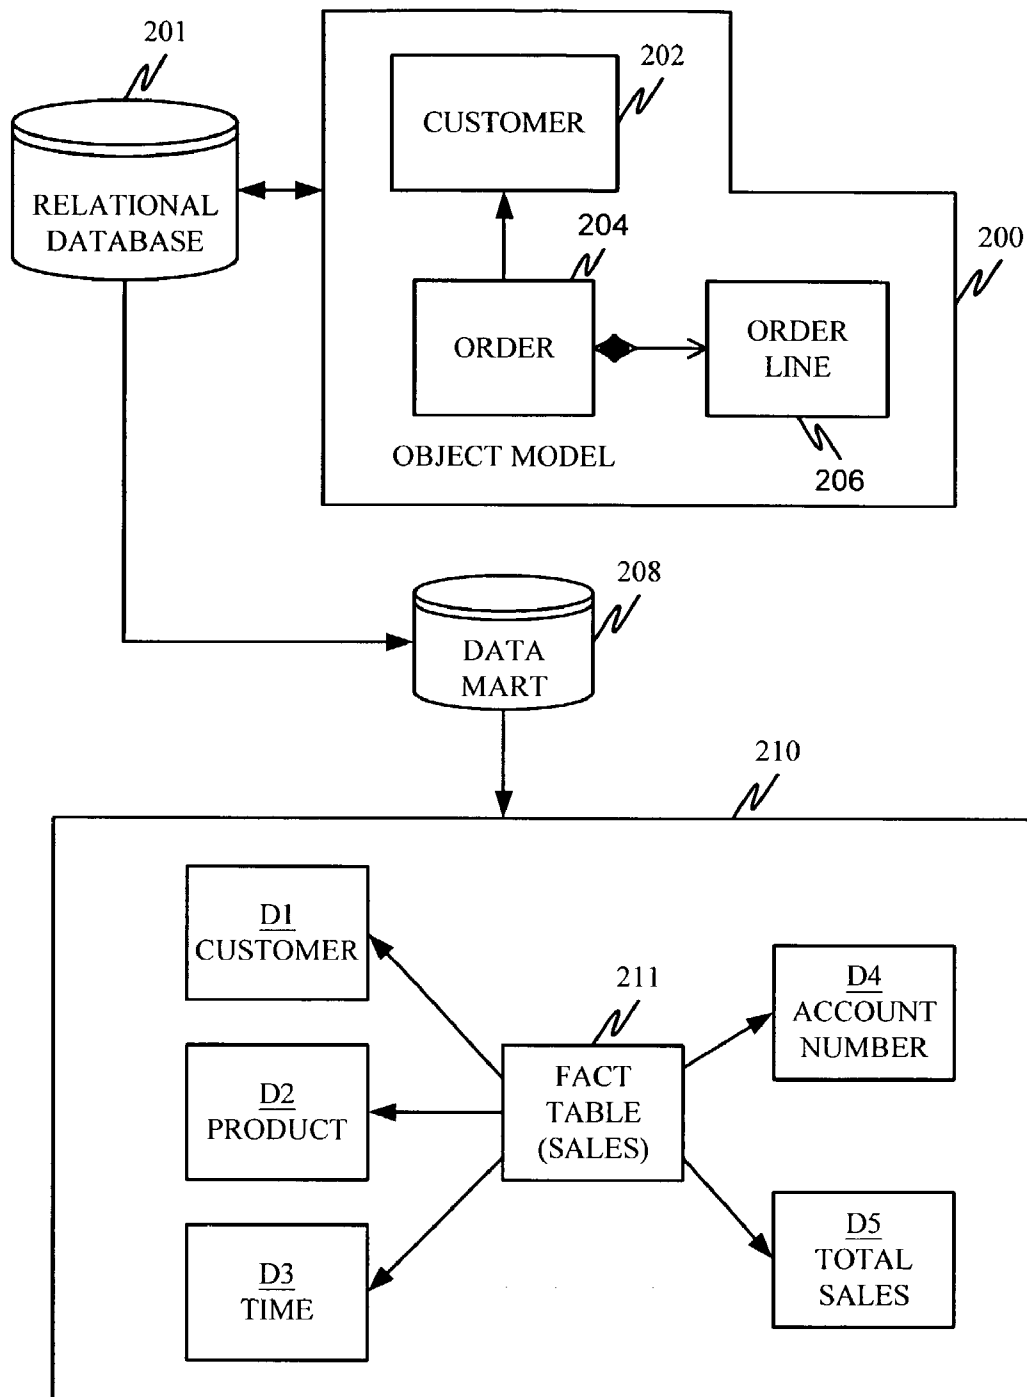 201
202
CUSTOMER
RELATIONAL
DATABASE
204
200
ORDER
ORDER
LINE
OBJECT MODEL
206
208
DATA
MART
210
D1
CUSTOMER
211
D4
ACCOUNT
NUMBER
FACT
TABLE
(SALES)
D2
PRODUCT
D5
TOTAL
SALES
D3
TIME